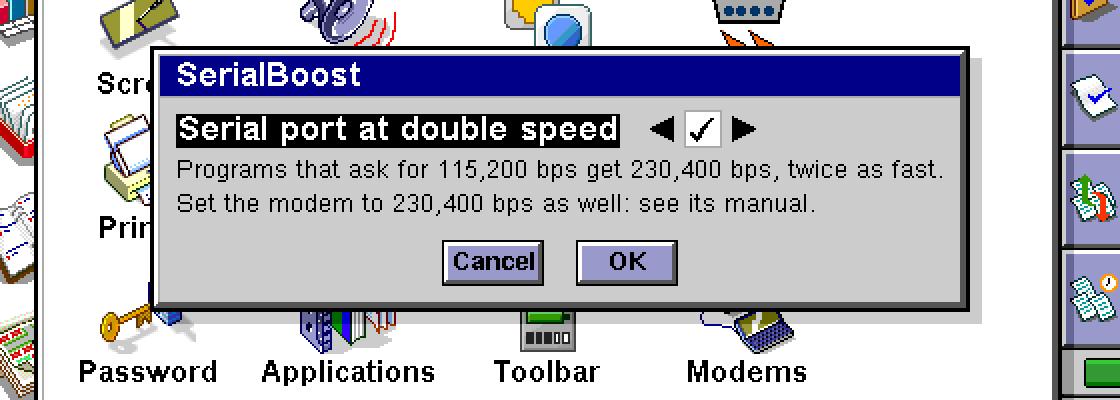 SerialBoost
Serial port at double speed
Programs that ask for 115,200 bps get 230,400 bps, twice as fast.
Set the modem to 230,400 bps as well: see its manual.
Cancel OK
Password Applications Toolbar Modems